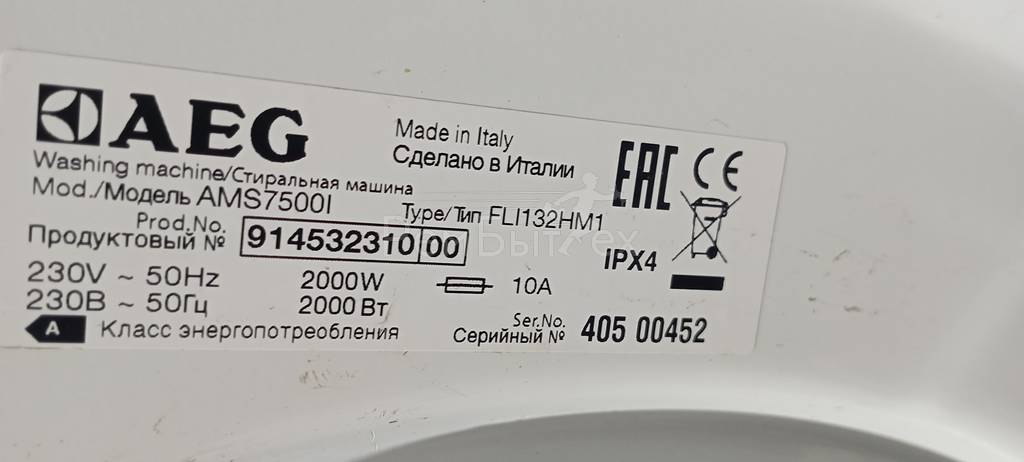 AEG
Made in Italy
Сделано в Италии
EAC CE
Washing machine/Стиральная машина
Mod./Модель AMS7500I
Type/Тип FLI132HM1
Prod.No.
Продуктовый № 914532310 00
IPX4
230V ~ 50Hz 2000W 10A
230В ~ 50Гц 2000 Вт
A Класс энергопотребления
Ser.No.
Серийный № 405 00452